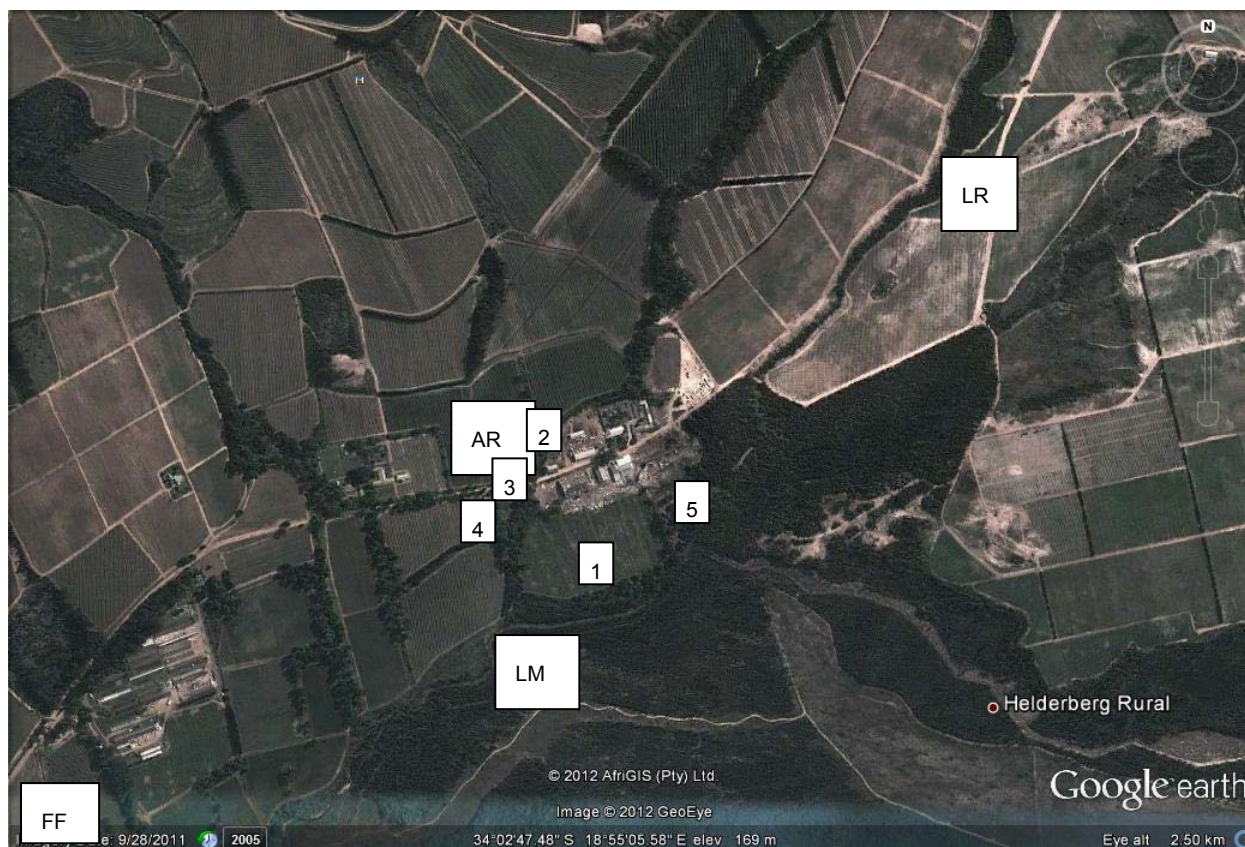 N
LR
AR
2
3
4
5
1
LM
Helderberg Rural
© 2012 AfriGIS (Pty) Ltd.
Google earth
Image © 2012 GeoEye
FF
Imagery Date: 9/28/2011 2005 34°02'47.48" S 18°55'05.58" E elev 169 m Eye alt 2.50 km